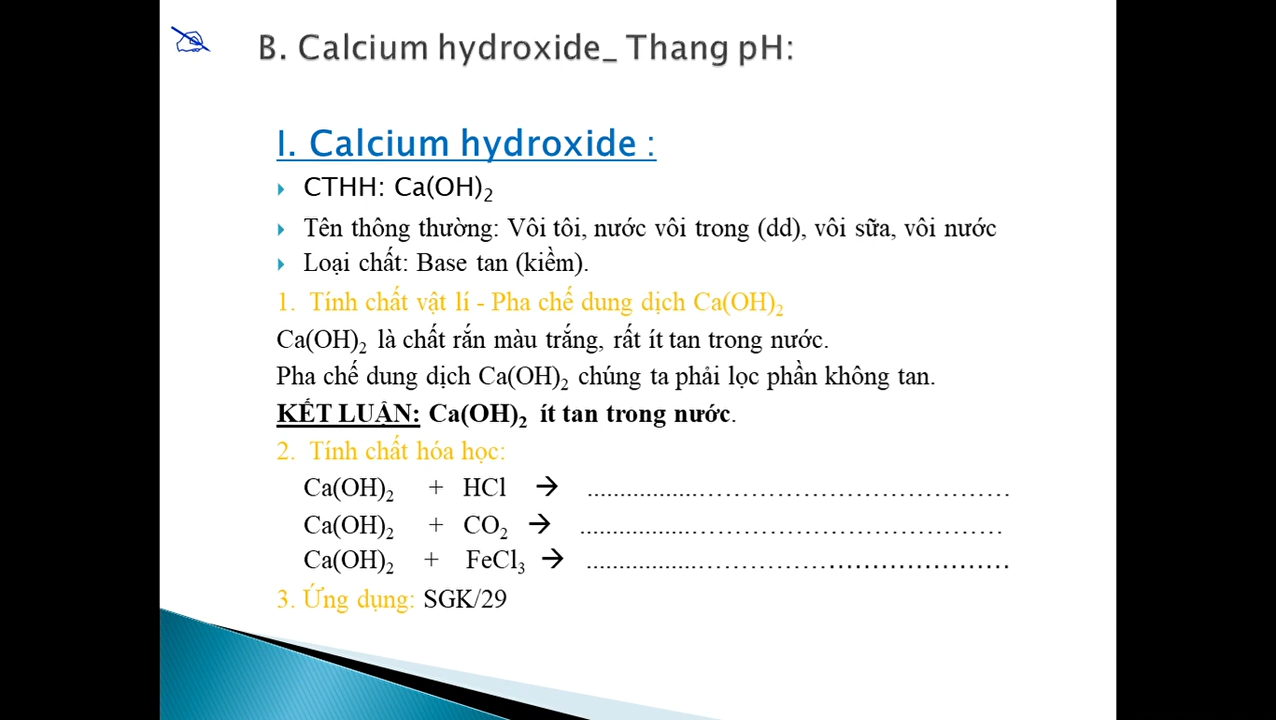 B. Calcium hydroxide_ Thang pH:
I. Calcium hydroxide :
CTHH: Ca(OH)₂
Tên thông thường: Vôi tôi, nước vôi trong (dd), vôi sữa, vôi nước
Loại chất: Base tan (kiềm).
1. Tính chất vật lí - Pha chế dung dịch Ca(OH)₂
Ca(OH)₂ là chất rắn màu trắng, rất ít tan trong nước.
Pha chế dung dịch Ca(OH)₂ chúng ta phải lọc phần không tan.
KẾT LUẬN: Ca(OH)₂ ít tan trong nước.
2. Tính chất hóa học:
Ca(OH)₂ + HCl → ......................................................
Ca(OH)₂ + CO₂ → ......................................................
Ca(OH)₂ + FeCl₃ → ......................................................
3. Ứng dụng: SGK/29